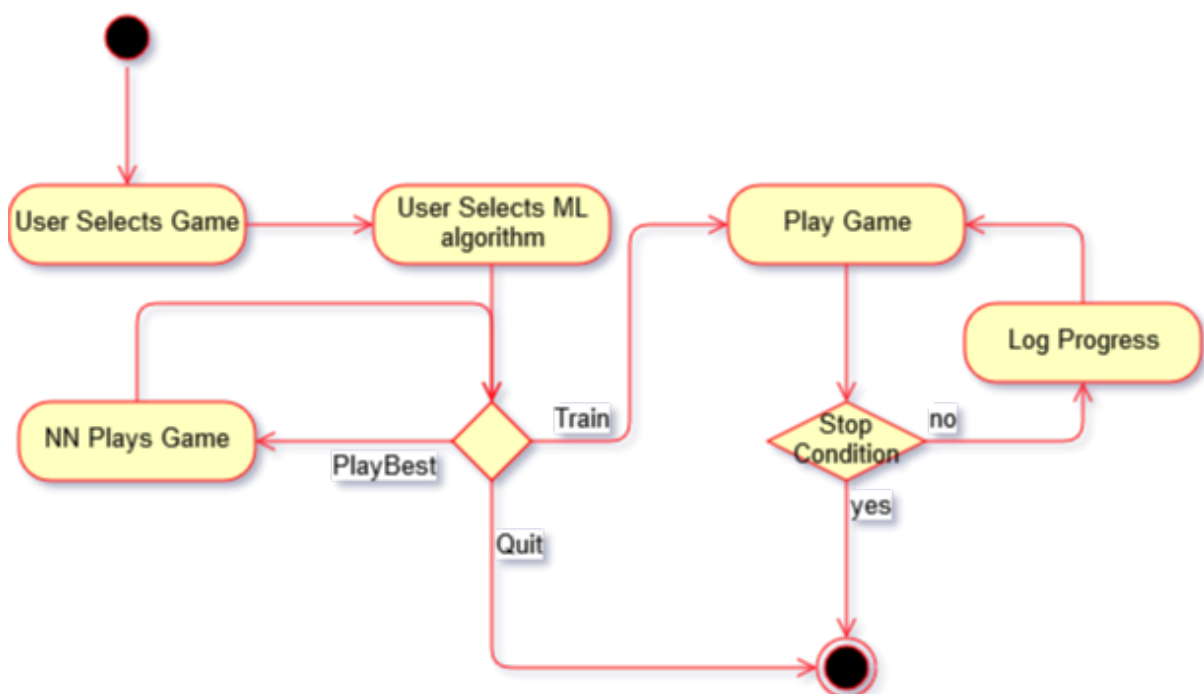 User Selects Game
User Selects ML
algorithm
Play Game
Log Progress
NN Plays Game
PlayBest
Train
Quit
Stop
Condition
no
yes